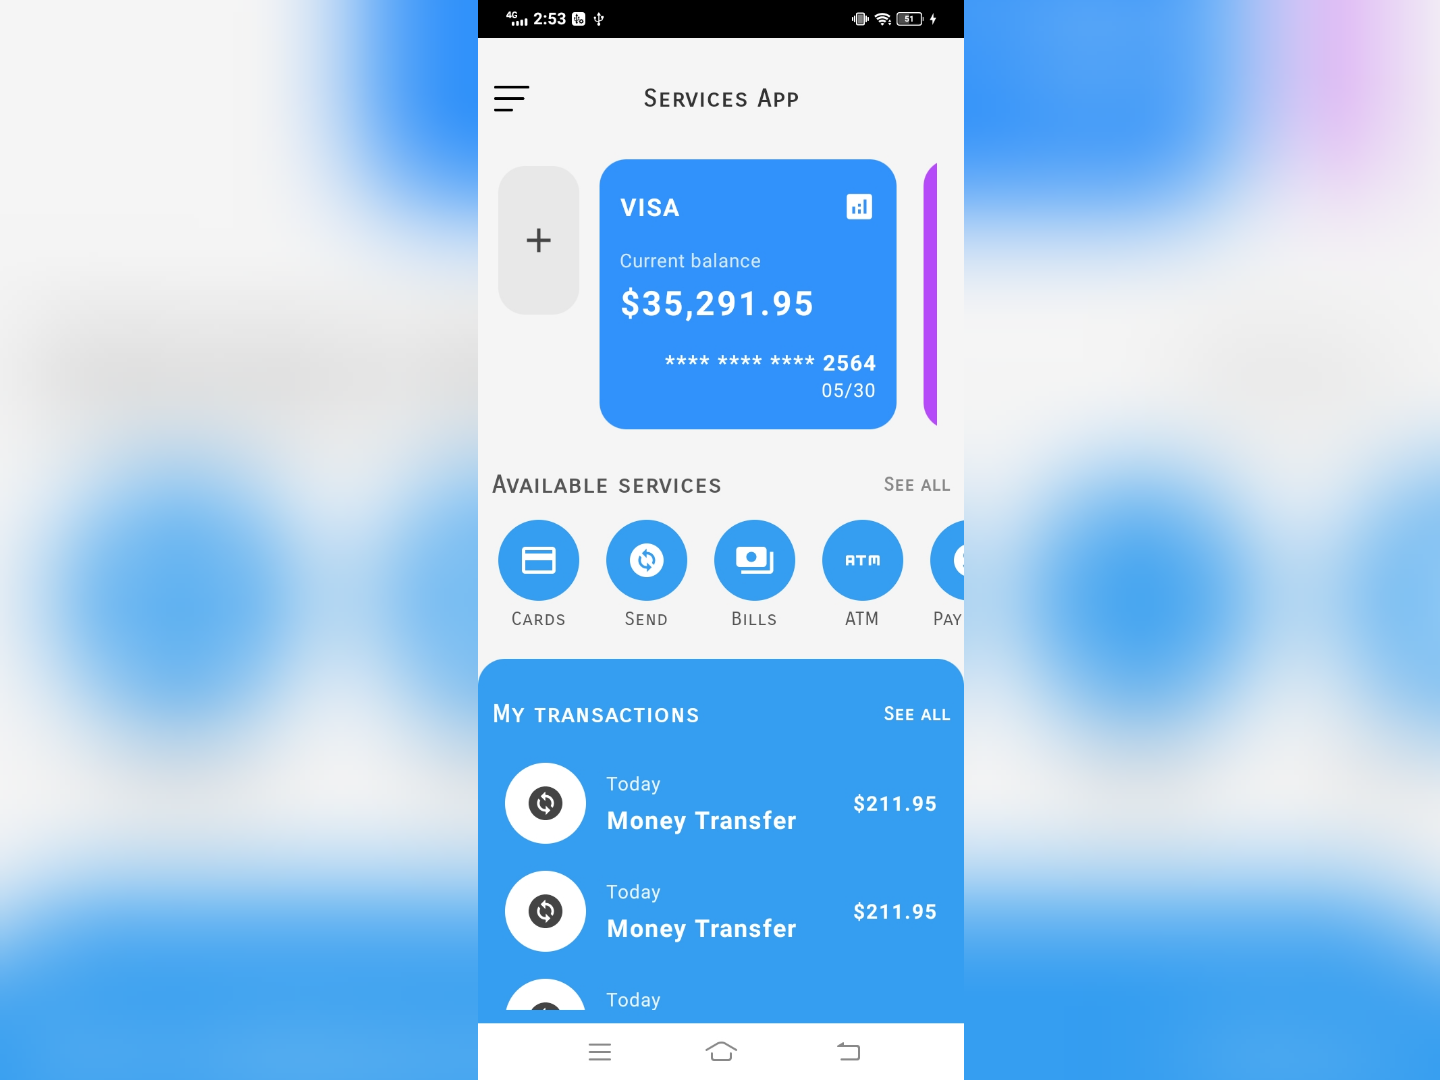 4G 2:53 51
Services App
+
VISA
Current balance
$35,291.95
**** **** **** 2564
05/30
Available services See all
Cards Send Bills ATM Pay
ATM
My transactions See all
Today
Money Transfer $211.95
Today
Money Transfer $211.95
Today